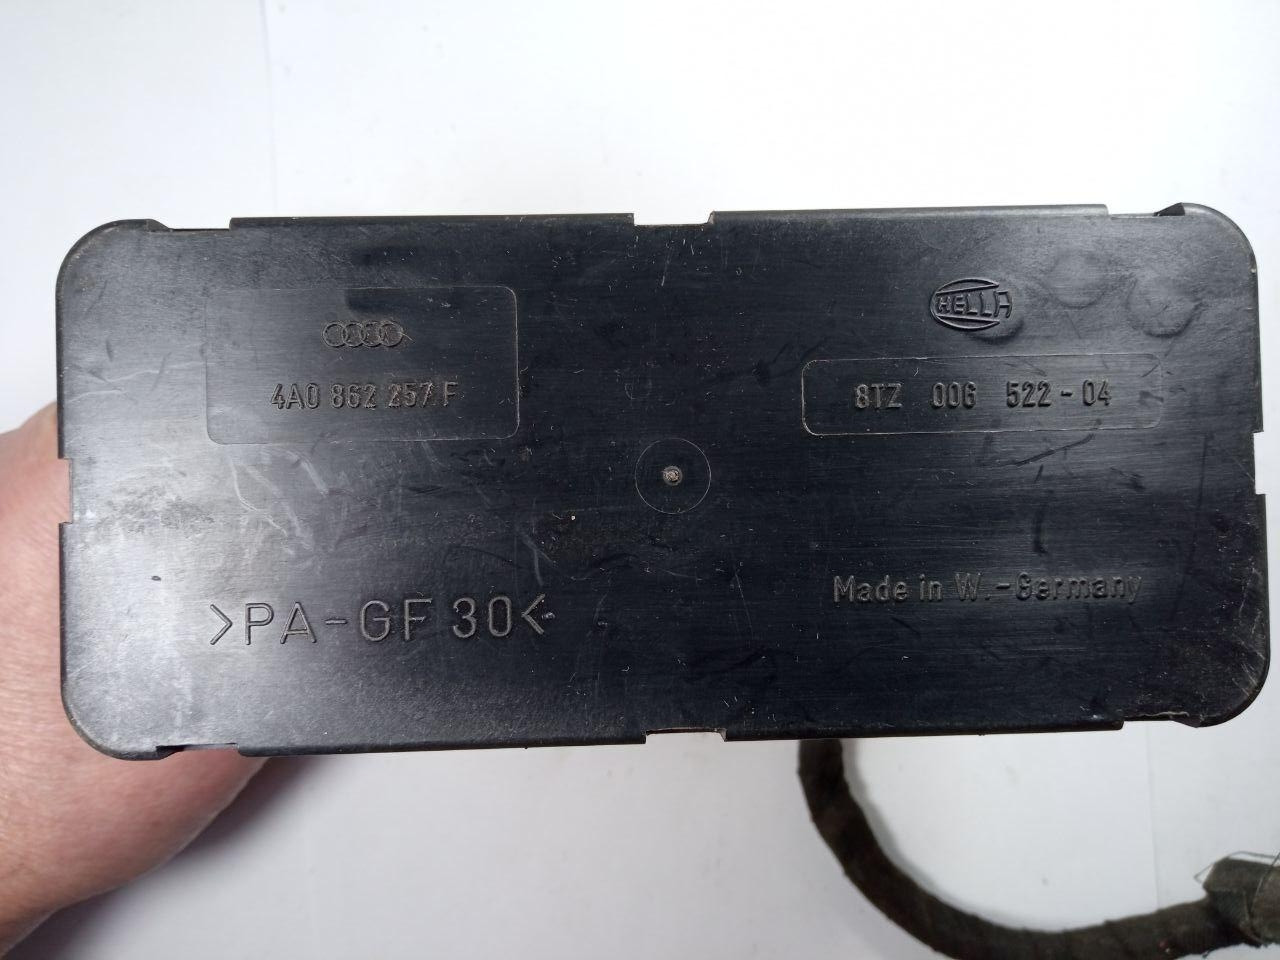 HELLA
4A0 862 257 F
8TZ 006 522-04
Made in W.-Germany
>PA-GF 30<